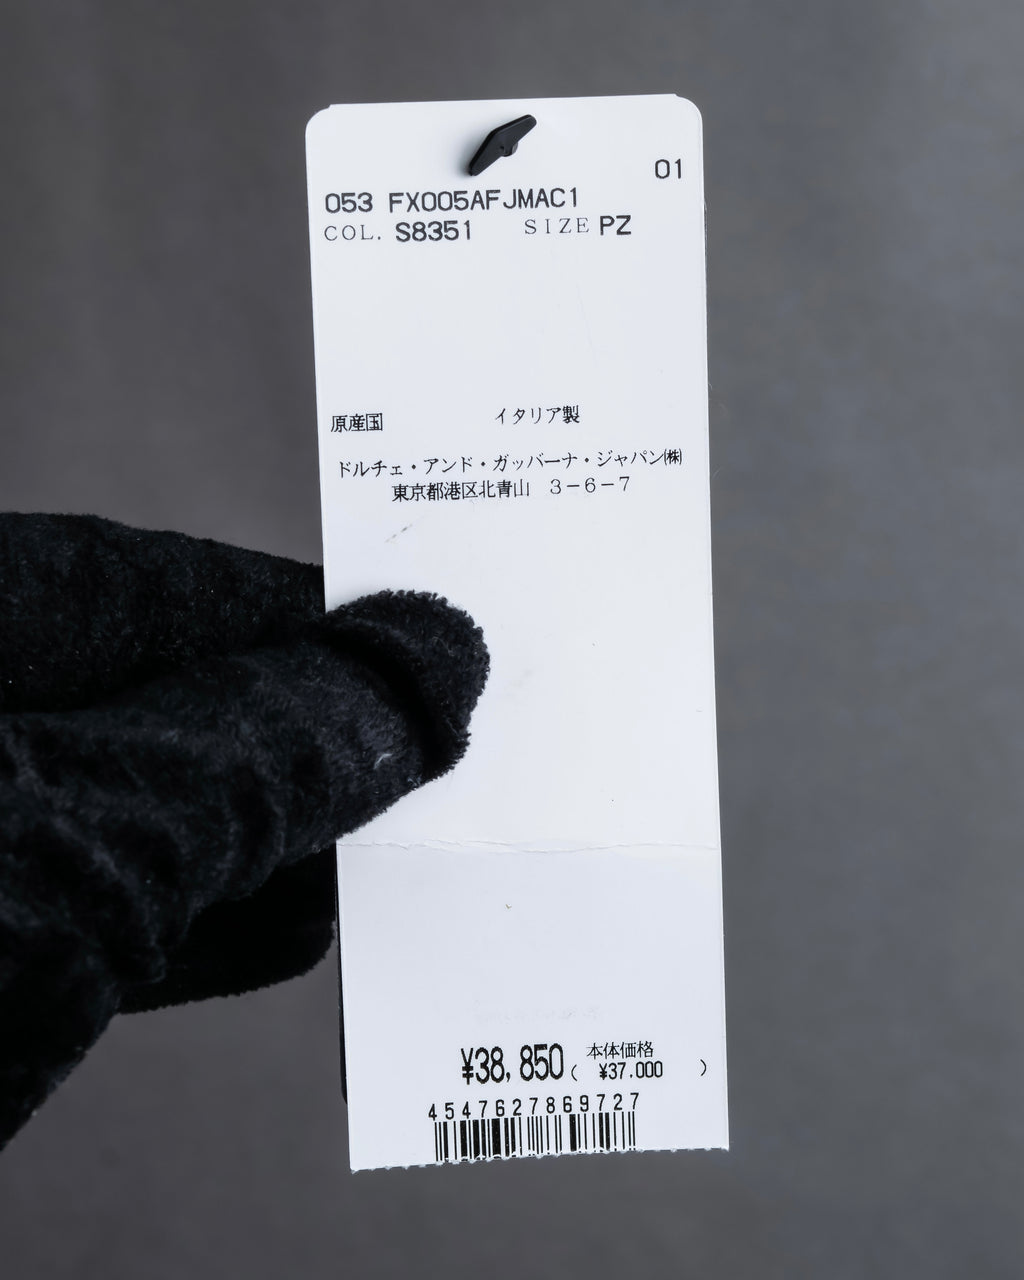 01
053 FX005AFJMAC1
COL. S8351 SIZE PZ
原産国 イタリア製
ドルチェ・アンド・ガッバーナ・ジャパン㈱
東京都港区北青山 3-6-7
¥38,850( 本体価格 ¥37.000 )
4547627869727